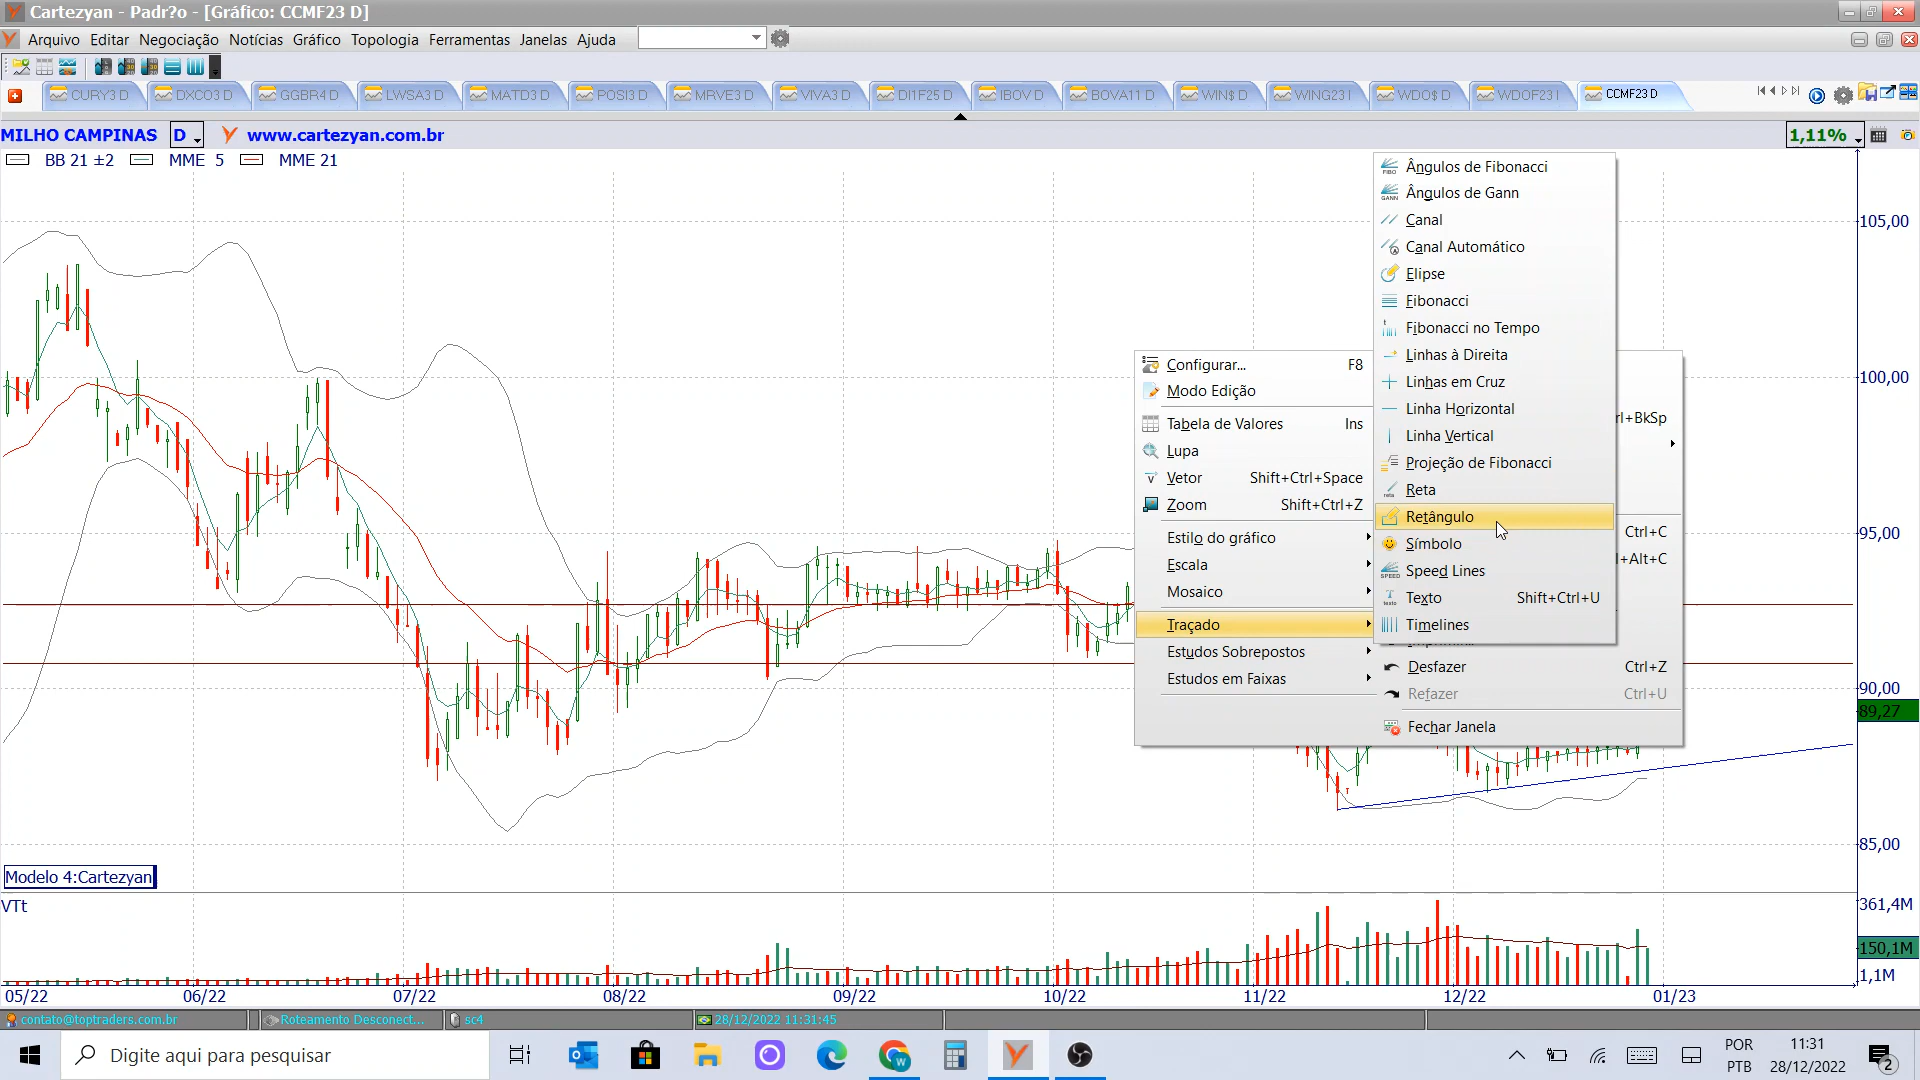 Cartezyan - Padr?o - [Gráfico: CCMF23 D]
Arquivo Editar Negociação Notícias Gráfico Topologia Ferramentas Janelas Ajuda
CURY3 D DXCO3 D GGBR4 D LWSA3 D MATD3 D POSI3 D MRVE3 D VIVA3 D DI1F25 D IBOV D BOVA11 D WIN$ D WING23 I WDO$ D WDOF23 I CCMF23 D
MILHO CAMPINAS D www.cartezyan.com.br 1,11%
BB 21 ±2 MME 5 MME 21
Ângulos de Fibonacci
Ângulos de Gann
Canal
Canal Automático
Elipse
Fibonacci
Fibonacci no Tempo
Linhas à Direita
Linhas em Cruz
Linha Horizontal
Linha Vertical
Projeção de Fibonacci
Reta
Retângulo
Símbolo
Speed Lines
Texto Shift+Ctrl+U
Timelines
Configurar... F8
Modo Edição
Tabela de Valores Ins
Lupa
Vetor Shift+Ctrl+Space
Zoom Shift+Ctrl+Z
Estilo do gráfico
Escala
Mosaico
Traçado
Estudos Sobrepostos
Estudos em Faixas
rl+BkSp
Ctrl+C
l+Alt+C
Desfazer Ctrl+Z
Refazer Ctrl+U
Fechar Janela
105,00
100,00
95,00
90,00
89,27
85,00
Modelo 4:Cartezyan
VTt
361,4M
150,1M
1,1M
05/22 06/22 07/22 08/22 09/22 10/22 11/22 12/22 01/23
contato@toptraders.com.br Roteamento Desconect... sc4 28/12/2022 11:31:45
Digite aqui para pesquisar
POR
PTB
11:31
28/12/2022
2